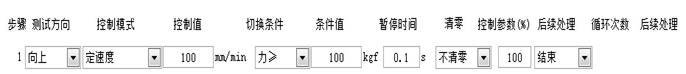 步骤 测试方向 控制模式 控制值 切换条件 条件值 暂停时间 清零 控制参数(%) 后续处理 循环次数 后续处理
1 向上 定速度 100 mm/min 力≥ 100 kgf 0.1 s 不清零 100 结束